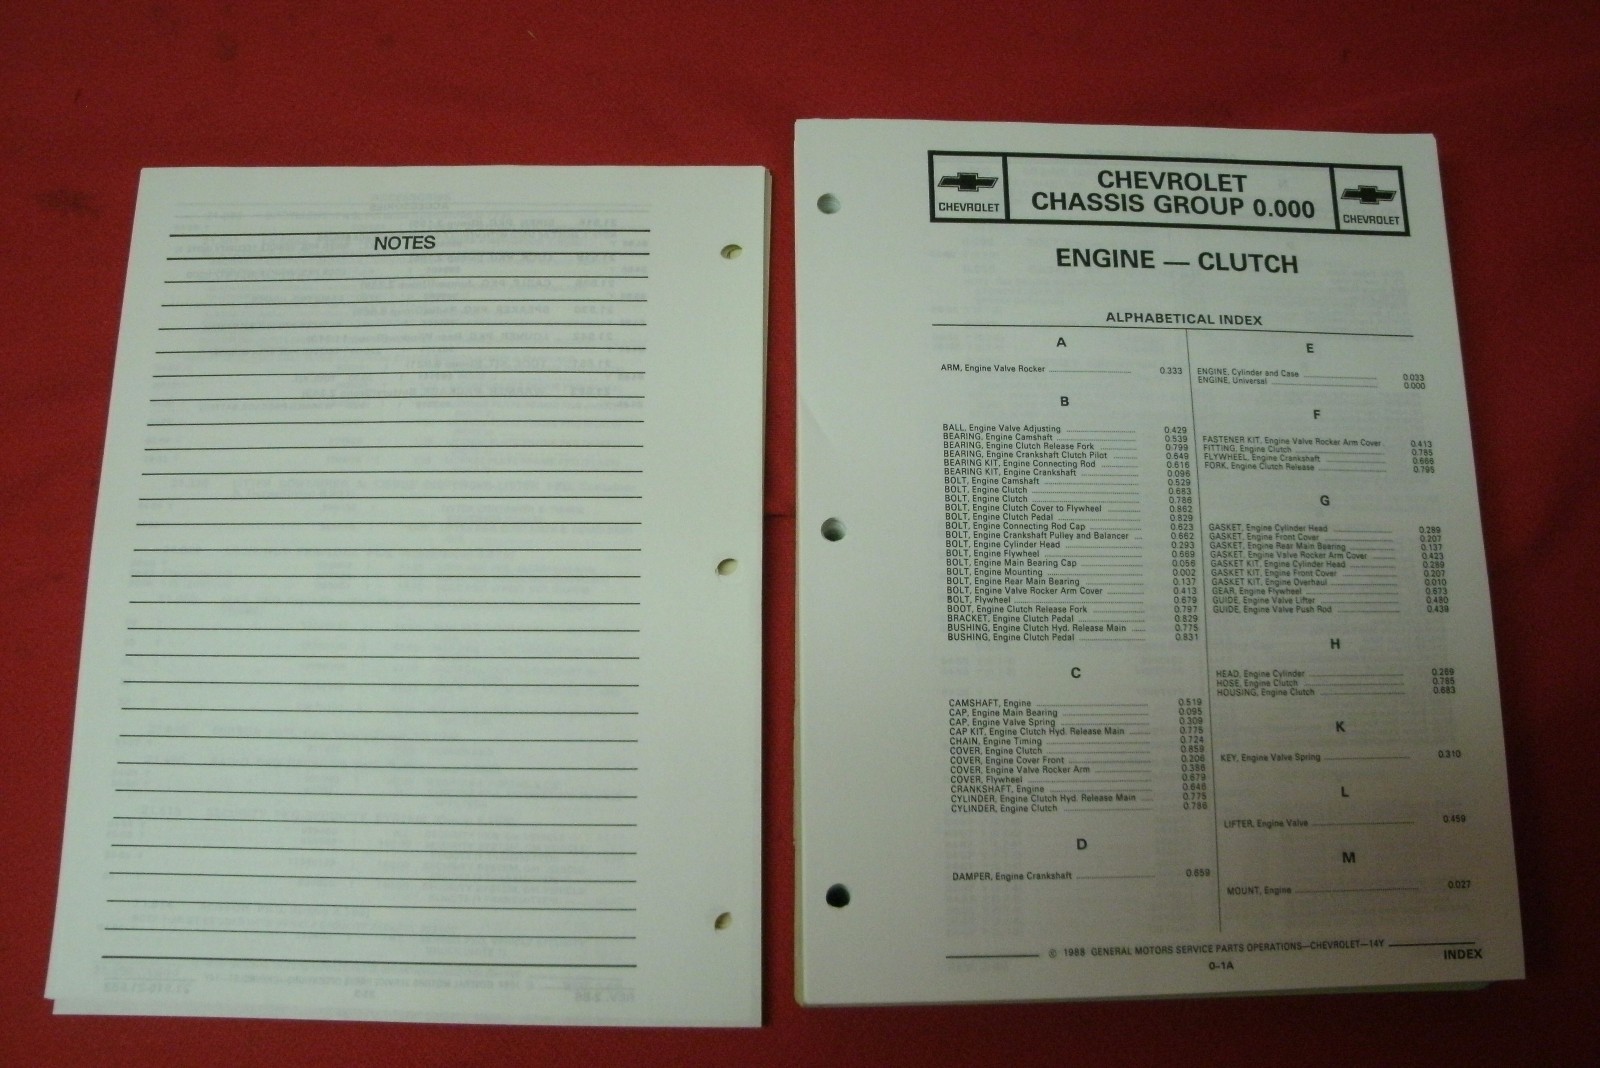 NOTES
CHEVROLET
CHEVROLET
CHASSIS GROUP 0.000
CHEVROLET
ENGINE — CLUTCH
ALPHABETICAL INDEX
A
ARM, Engine Valve Rocker 0.333
B
BALL, Engine Valve Adjusting 0.429
BEARING, Engine Camshaft 0.539
BEARING, Engine Clutch Release Fork 0.799
BEARING, Engine Crankshaft Clutch Pilot 0.649
BEARING KIT, Engine Connecting Rod 0.616
BEARING KIT, Engine Crankshaft 0.096
BOLT, Engine Camshaft 0.529
BOLT, Engine Clutch 0.683
BOLT, Engine Clutch 0.786
BOLT, Engine Clutch Cover to Flywheel 0.862
BOLT, Engine Clutch Pedal 0.829
BOLT, Engine Connecting Rod Cap 0.623
BOLT, Engine Crankshaft Pulley and Balancer 0.662
BOLT, Engine Cylinder Head 0.293
BOLT, Engine Flywheel 0.669
BOLT, Engine Main Bearing Cap 0.056
BOLT, Engine Mounting 0.002
BOLT, Engine Rear Main Bearing 0.137
BOLT, Engine Valve Rocker Arm Cover 0.413
BOLT, Flywheel 0.679
BOOT, Engine Clutch Release Fork 0.797
BRACKET, Engine Clutch Pedal 0.829
BUSHING, Engine Clutch Hyd. Release Main 0.775
BUSHING, Engine Clutch Pedal 0.831
C
CAMSHAFT, Engine 0.519
CAP, Engine Main Bearing 0.095
CAP, Engine Valve Spring 0.309
CAP KIT, Engine Clutch Hyd. Release Main 0.775
CHAIN, Engine Timing 0.724
COVER, Engine Clutch 0.859
COVER, Engine Cover Front 0.206
COVER, Engine Valve Rocker Arm 0.386
COVER, Flywheel 0.679
CRANKSHAFT, Engine 0.646
CYLINDER, Engine Clutch Hyd. Release Main 0.775
CYLINDER, Engine Clutch 0.786
D
DAMPER, Engine Crankshaft 0.659
E
ENGINE, Cylinder and Case 0.033
ENGINE, Universal 0.000
F
FASTENER KIT, Engine Valve Rocker Arm Cover 0.413
FITTING, Engine Clutch 0.785
FLYWHEEL, Engine Crankshaft 0.666
FORK, Engine Clutch Release 0.795
G
GASKET, Engine Cylinder Head 0.289
GASKET, Engine Front Cover 0.207
GASKET, Engine Rear Main Bearing 0.137
GASKET, Engine Valve Rocker Arm Cover 0.423
GASKET KIT, Engine Cylinder Head 0.289
GASKET KIT, Engine Front Cover 0.207
GASKET KIT, Engine Overhaul 0.010
GEAR, Engine Flywheel 0.673
GUIDE, Engine Valve Lifter 0.480
GUIDE, Engine Valve Push Rod 0.439
H
HEAD, Engine Cylinder 0.269
HOSE, Engine Clutch 0.785
HOUSING, Engine Clutch 0.683
K
KEY, Engine Valve Spring 0.310
L
LIFTER, Engine Valve 0.459
M
MOUNT, Engine 0.027
© 1988 GENERAL MOTORS SERVICE PARTS OPERATIONS—CHEVROLET—14Y
0-1A
INDEX